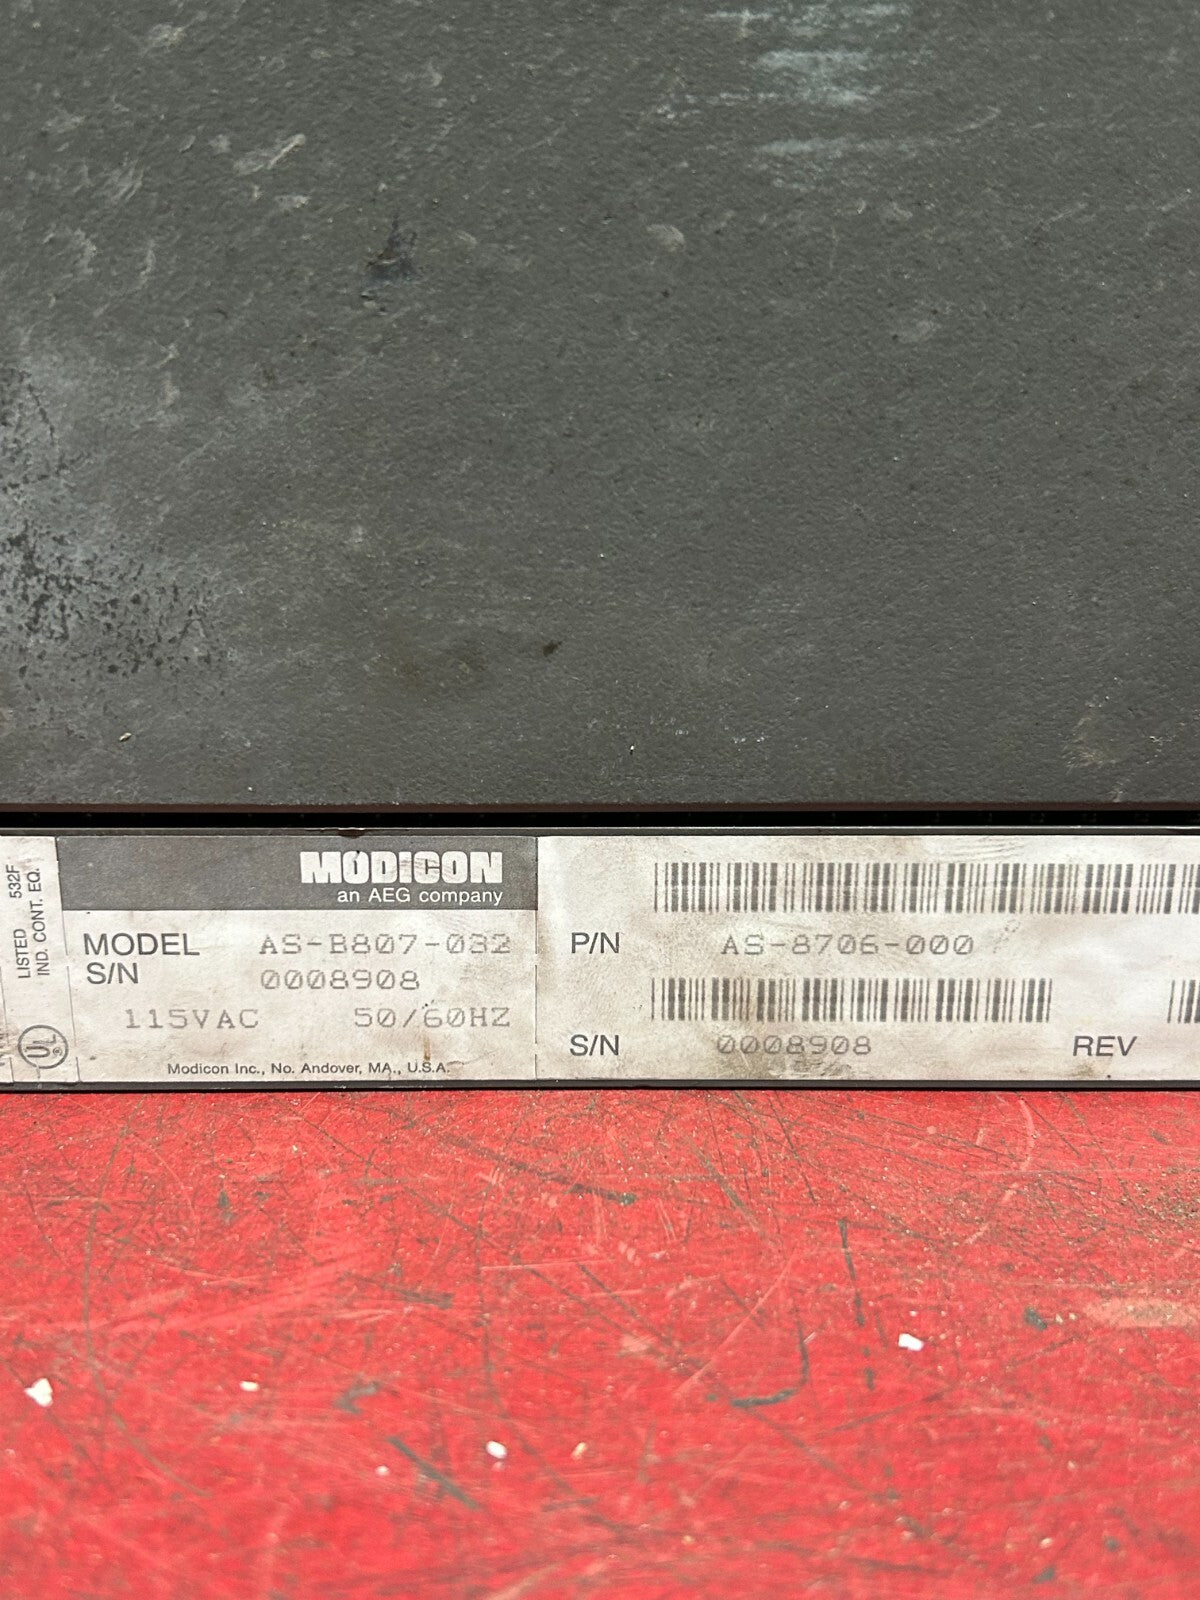 LISTED 532F
IND. CONT. EQ.
UL
MODICON
an AEG company
MODEL AS-B807-032
S/N 0008908
115VAC 50/60HZ
Modicon Inc., No. Andover, MA., U.S.A.
P/N AS-8706-000
S/N 0008908 REV